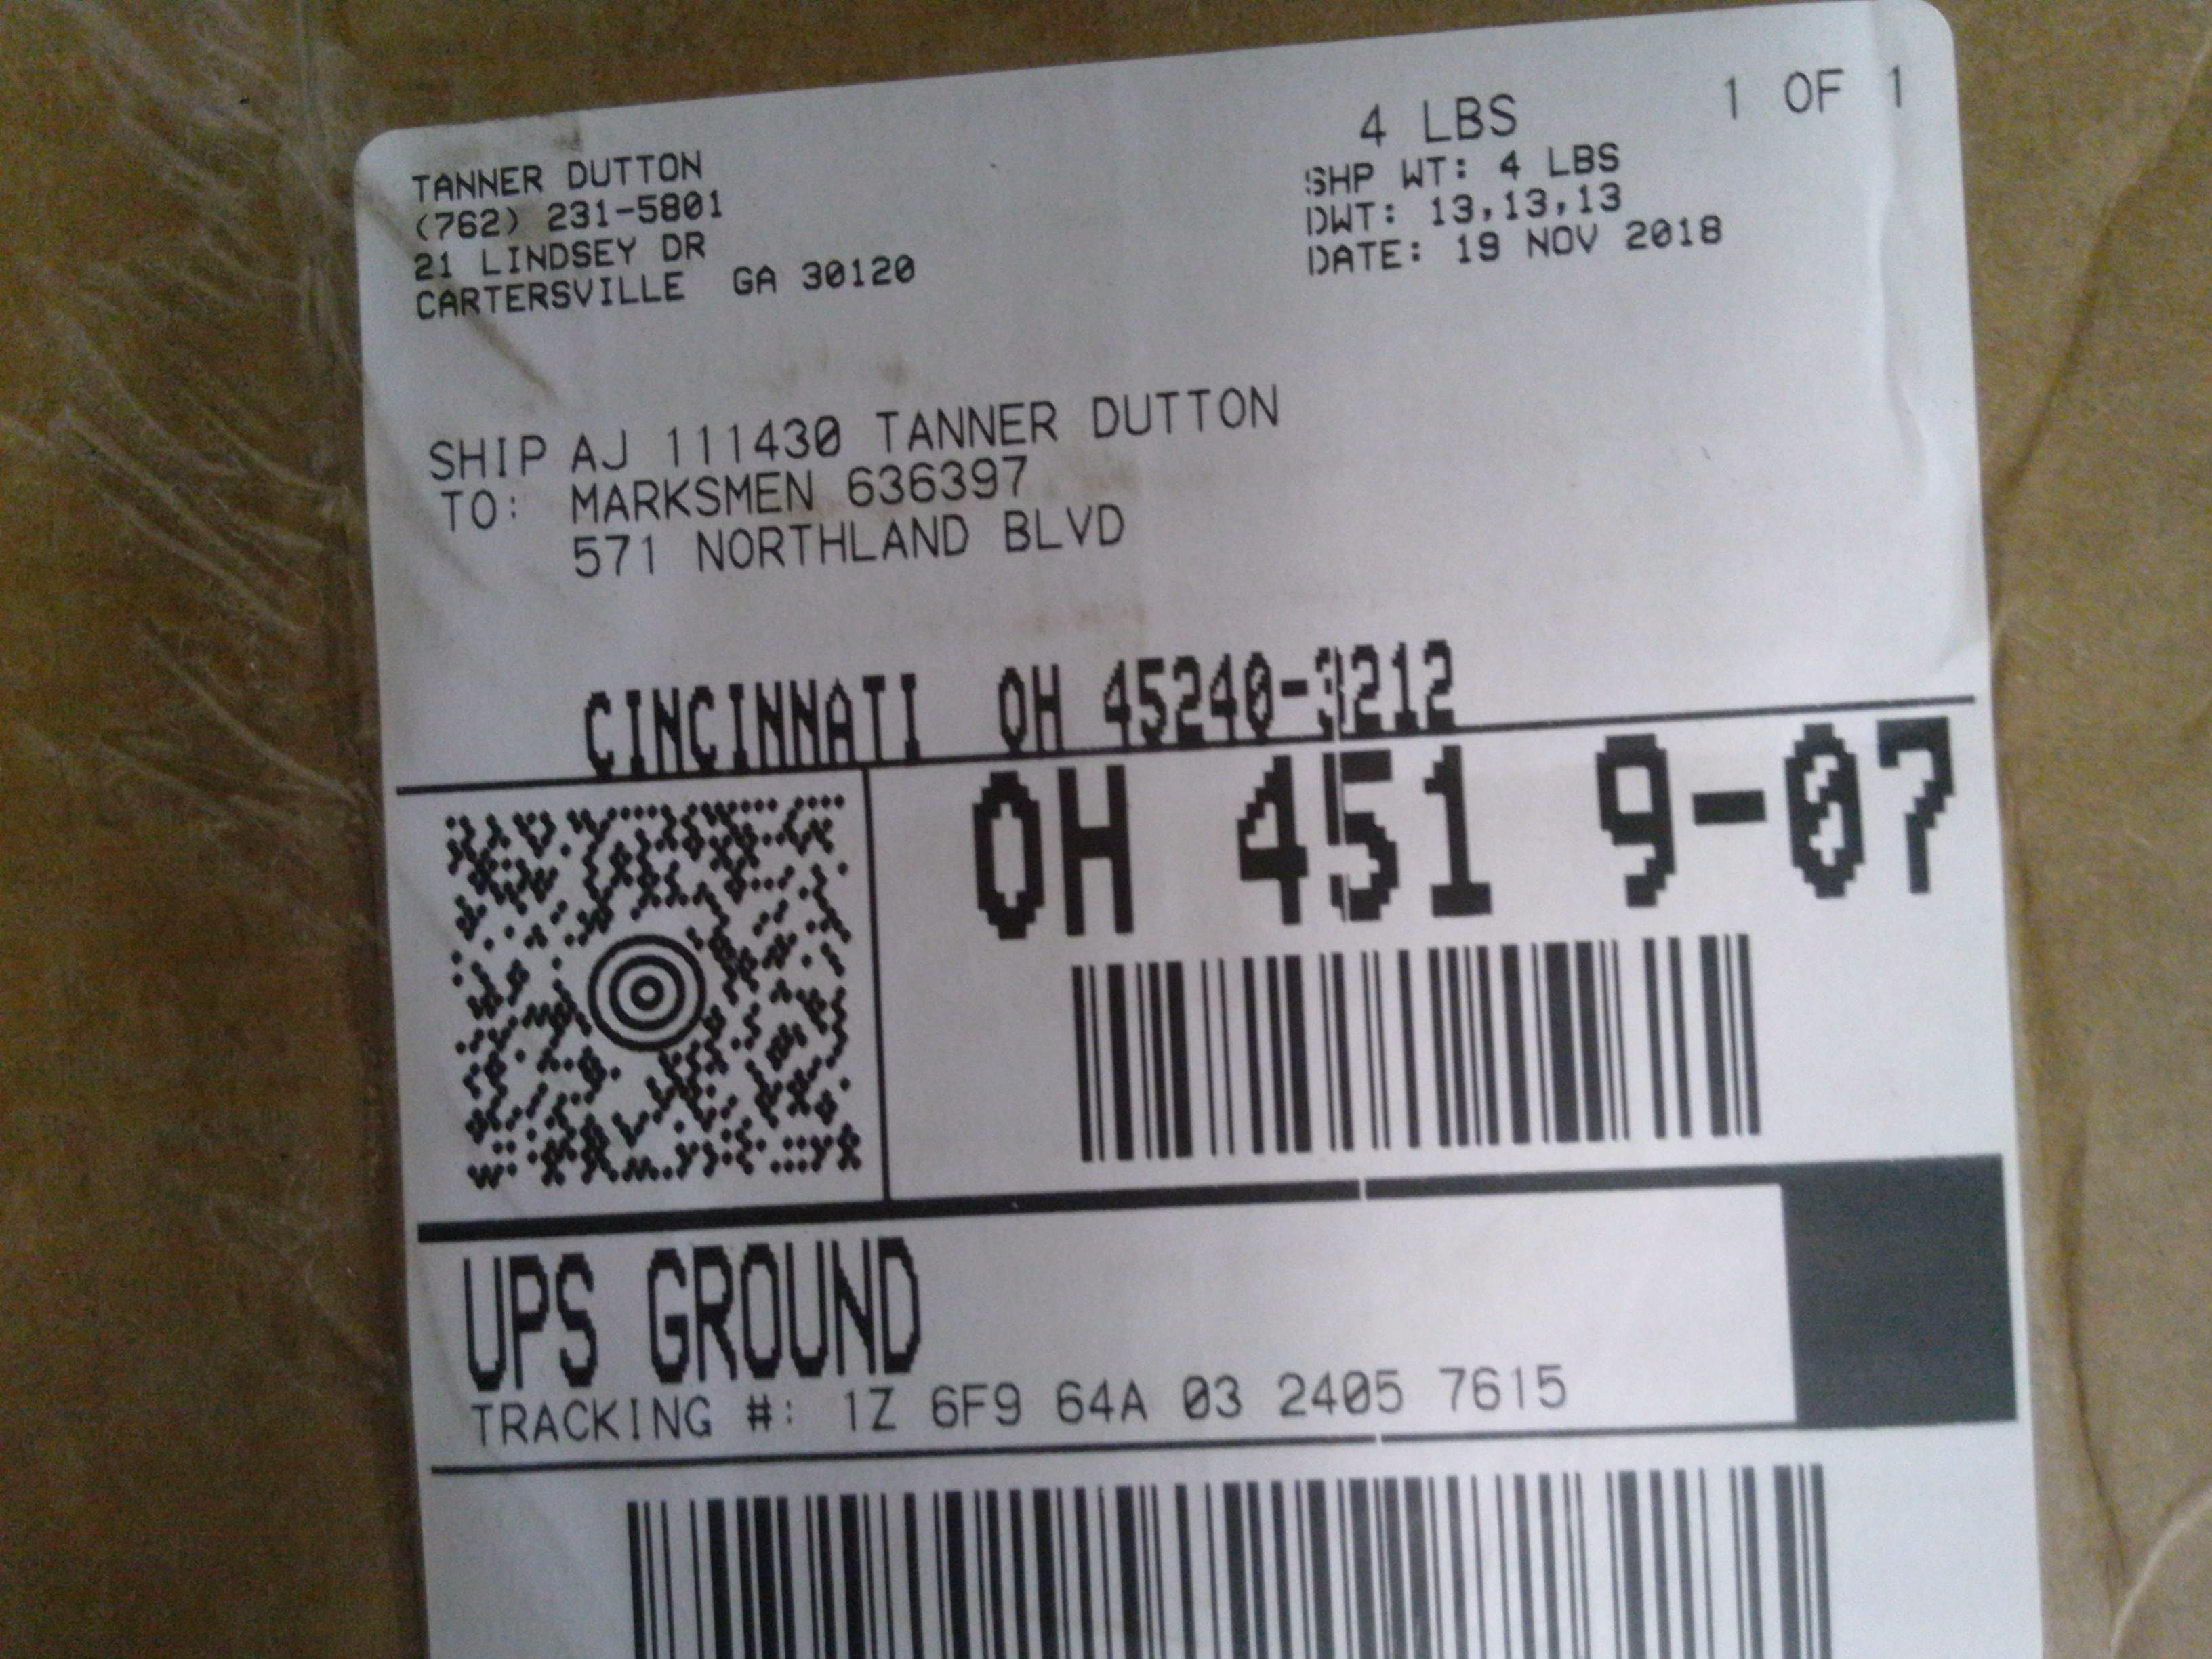 TANNER DUTTON
(762) 231-5801
21 LINDSEY DR
CARTERSVILLE GA 30120
4 LBS 1 OF 1
SHP WT: 4 LBS
DWT: 13,13,13
DATE: 19 NOV 2018
SHIP AJ 111430 TANNER DUTTON
TO: MARKSMEN 636397
571 NORTHLAND BLVD
CINCINNATI OH 45240-3212
OH 451 9-07
UPS GROUND
TRACKING #: 1Z 6F9 64A 03 2405 7615